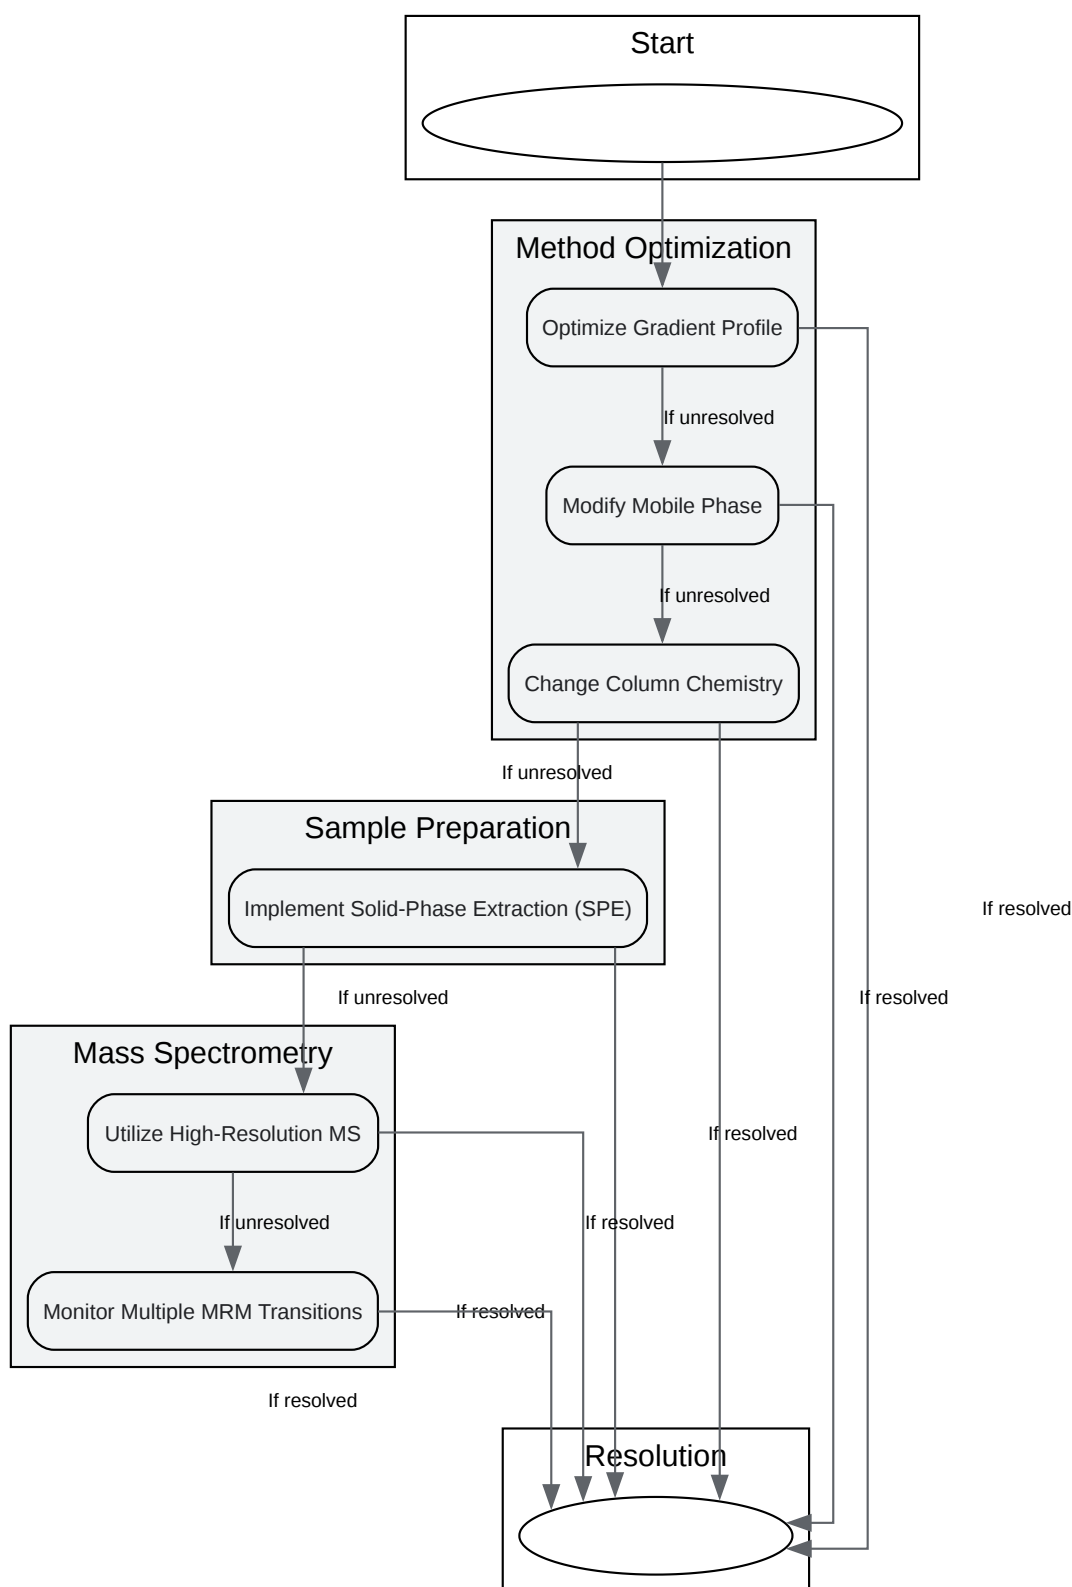 Start
Method Optimization
Optimize Gradient Profile
If unresolved
Modify Mobile Phase
If unresolved
Change Column Chemistry
If unresolved
Sample Preparation
Implement Solid-Phase Extraction (SPE)
If resolved
If unresolved
If resolved
Mass Spectrometry
Utilize High-Resolution MS
If resolved
If unresolved
If resolved
Monitor Multiple MRM Transitions
If resolved
If resolved
Resolution